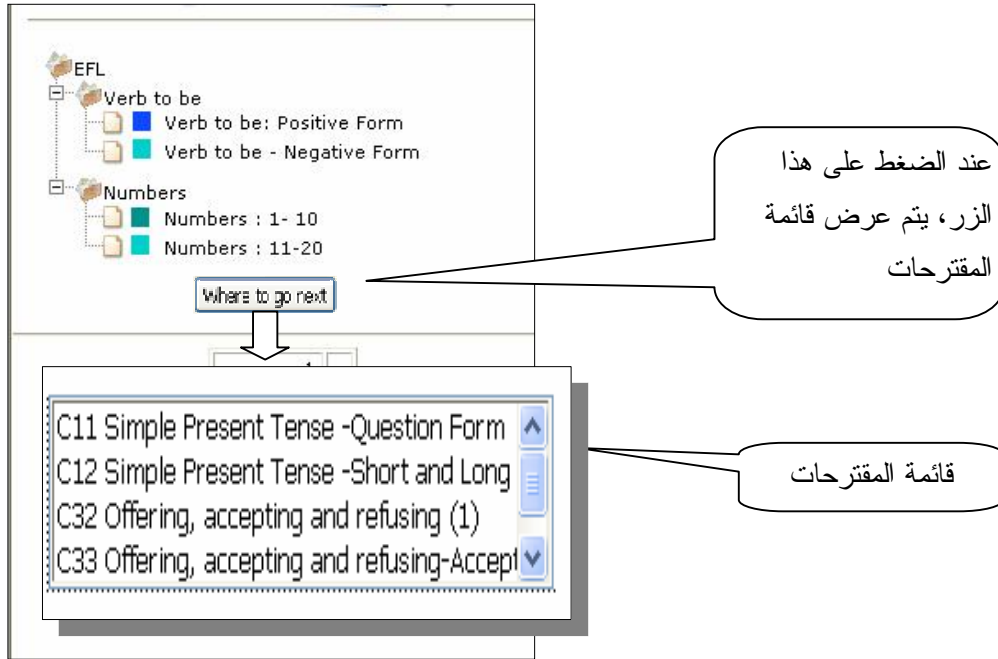 EFL
Verb to be
Verb to be: Positive Form
Verb to be - Negative Form
Numbers
Numbers : 1- 10
Numbers : 11-20
Where to go next
عند الضغط على هذا
الزر، يتم عرض قائمة
المقترحات
C11 Simple Present Tense -Question Form
C12 Simple Present Tense -Short and Long
C32 Offering, accepting and refusing (1)
C33 Offering, accepting and refusing-Accept
قائمة المقترحات